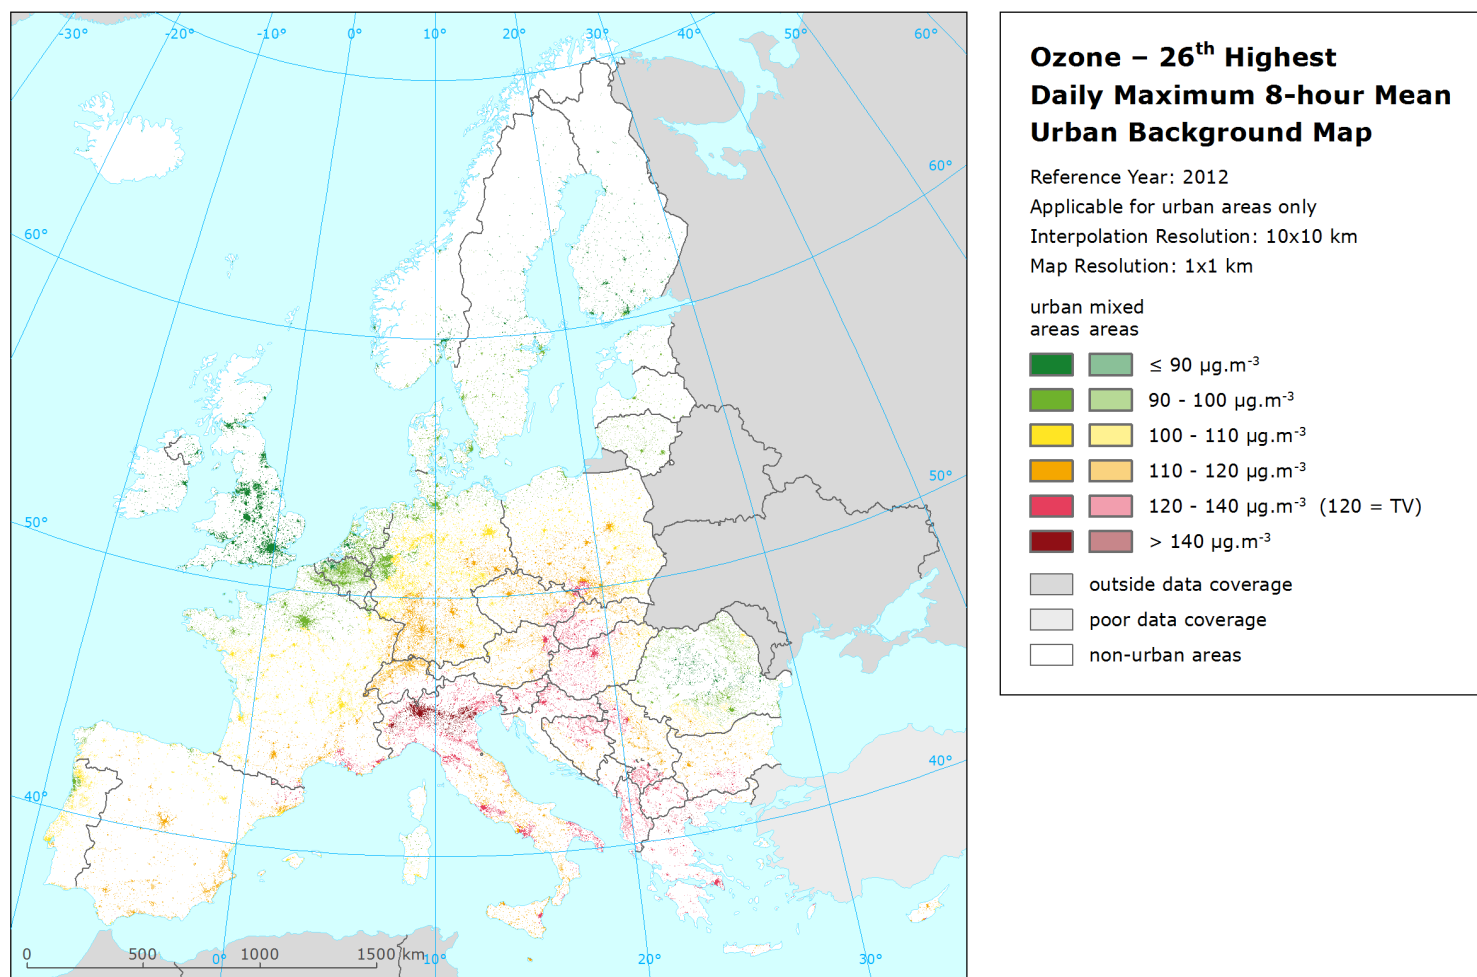 -30°
-20°
-10°
0°
10°
20°
30°
40°
50°
60°
60°
60°
50°
50°
40°
40°
0
500
1000
1500 km
0°
10°
20°
30°
Ozone – 26th Highest
Daily Maximum 8-hour Mean
Urban Background Map
Reference Year: 2012
Applicable for urban areas only
Interpolation Resolution: 10x10 km
Map Resolution: 1x1 km
urban mixed
areas areas
≤ 90 µg.m-3
90 - 100 µg.m-3
100 - 110 µg.m-3
110 - 120 µg.m-3
120 - 140 µg.m-3 (120 = TV)
> 140 µg.m-3
outside data coverage
poor data coverage
non-urban areas